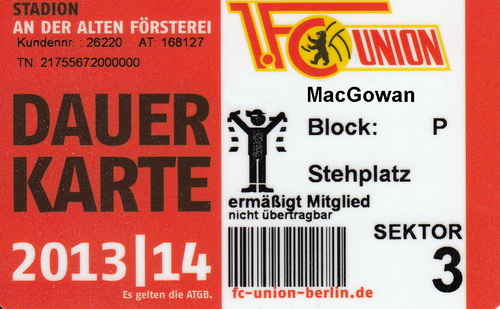 STADION
AN DER ALTEN FÖRSTEREI
Kundennr.: 26220 AT: 168127
TN: 21755672000000
DAUER
KARTE
2013|14
Es gelten die ATGB.
1.FC UNION
MacGowan
Block: P
Stehplatz
ermäßigt Mitglied
nicht übertragbar
SEKTOR
3
fc-union-berlin.de